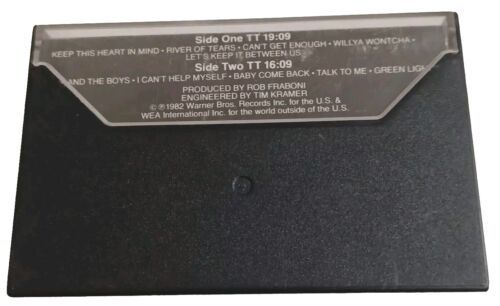 Side One TT 19:09
KEEP THIS HEART IN MIND • RIVER OF TEARS • CAN'T GET ENOUGH • WILLYA WONTCHA •
LET'S KEEP IT BETWEEN US
Side Two TT 16:09
AND THE BOYS • I CAN'T HELP MYSELF • BABY COME BACK • TALK TO ME • GREEN LIGH
PRODUCED BY ROB FRABONI
ENGINEERED BY TIM KRAMER
©℗1982 Warner Bros. Records Inc. for the U.S. &
WEA International Inc. for the world outside of the U.S.